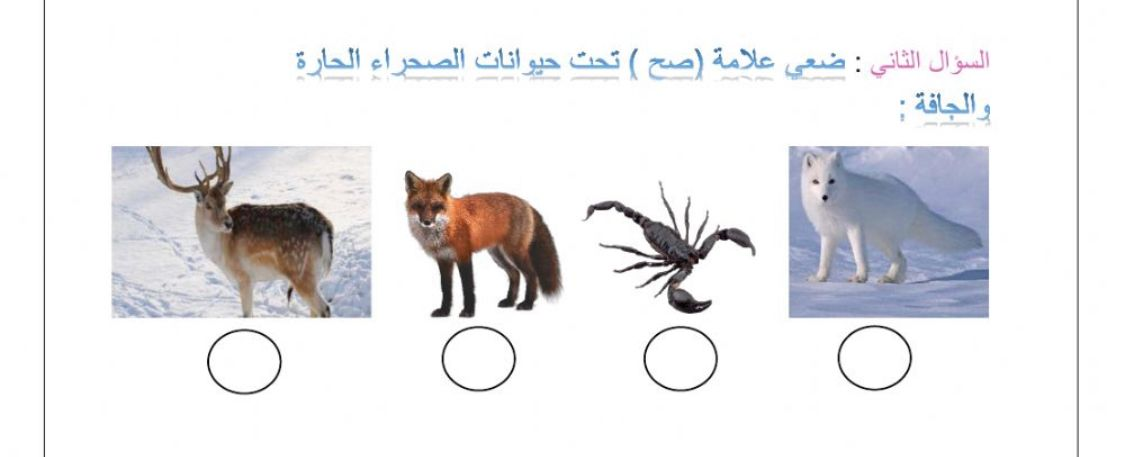 السؤال الثاني : ضعي علامة (صح ) تحت حيوانات الصحراء الحارة
والجافة :